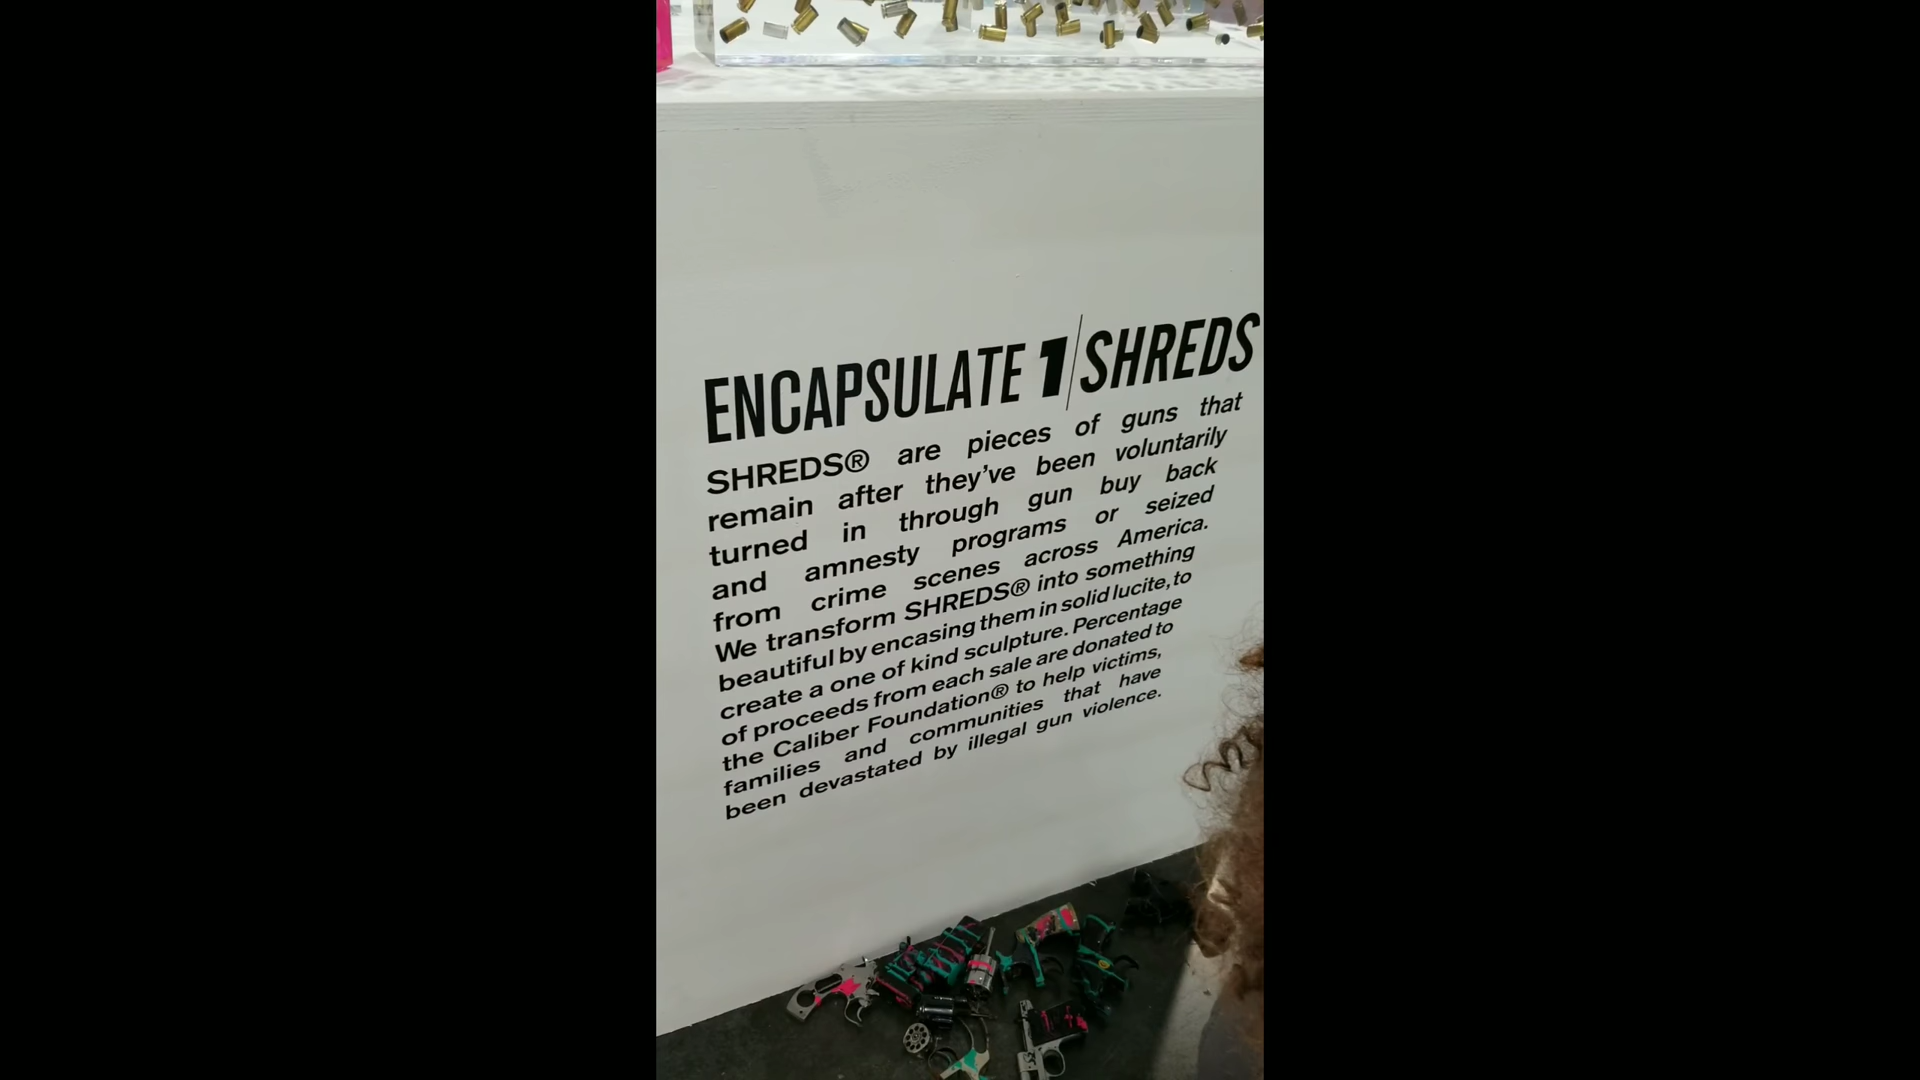 ENCAPSULATE 1/SHREDS
SHREDS® are pieces of guns that
remain after they've been voluntarily
turned in through gun buy back
and amnesty programs or seized
from crime scenes across America.
We transform SHREDS® into something
beautiful by encasing them in solid lucite, to
create a one of kind sculpture. Percentage
of proceeds from each sale are donated to
the Caliber Foundation® to help victims,
families and communities that have
been devastated by illegal gun violence.